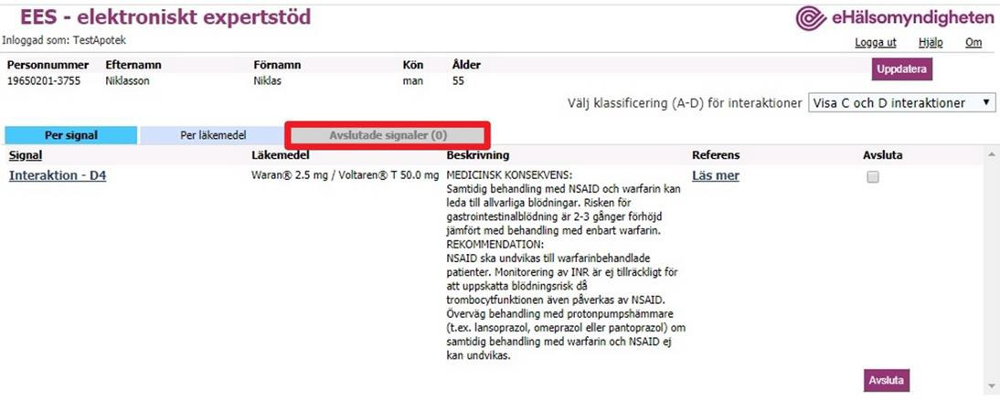 EES - elektroniskt expertstöd
eHälsomyndigheten
Inloggad som: TestApotek
Logga ut Hjälp Om
Personnummer Efternamn Förnamn Kön Ålder
19650201-3755 Niklasson Niklas man 55
Uppdatera
Välj klassificering (A-D) för interaktioner Visa C och D interaktioner
Per signal Per läkemedel Avslutade signaler (0)
Signal Läkemedel Beskrivning Referens Avsluta
Interaktion - D4 Waran® 2.5 mg / Voltaren® T 50.0 mg MEDICINSK KONSEKVENS: Läs mer
Samtidig behandling med NSAID och warfarin kan
leda till allvarliga blödningar. Risken för
gastrointestinalblödning är 2-3 gånger förhöjd
jämfört med behandling med enbart warfarin.
REKOMMENDATION:
NSAID ska undvikas till warfarinbehandlade
patienter. Monitorering av INR är ej tillräckligt för
att uppskatta blödningsrisk då
trombocytfunktionen även påverkas av NSAID.
Överväg behandling med protonpumpshämmare
(t.ex. lansoprazol, omeprazol eller pantoprazol) om
samtidig behandling med warfarin och NSAID ej
kan undvikas.
Avsluta